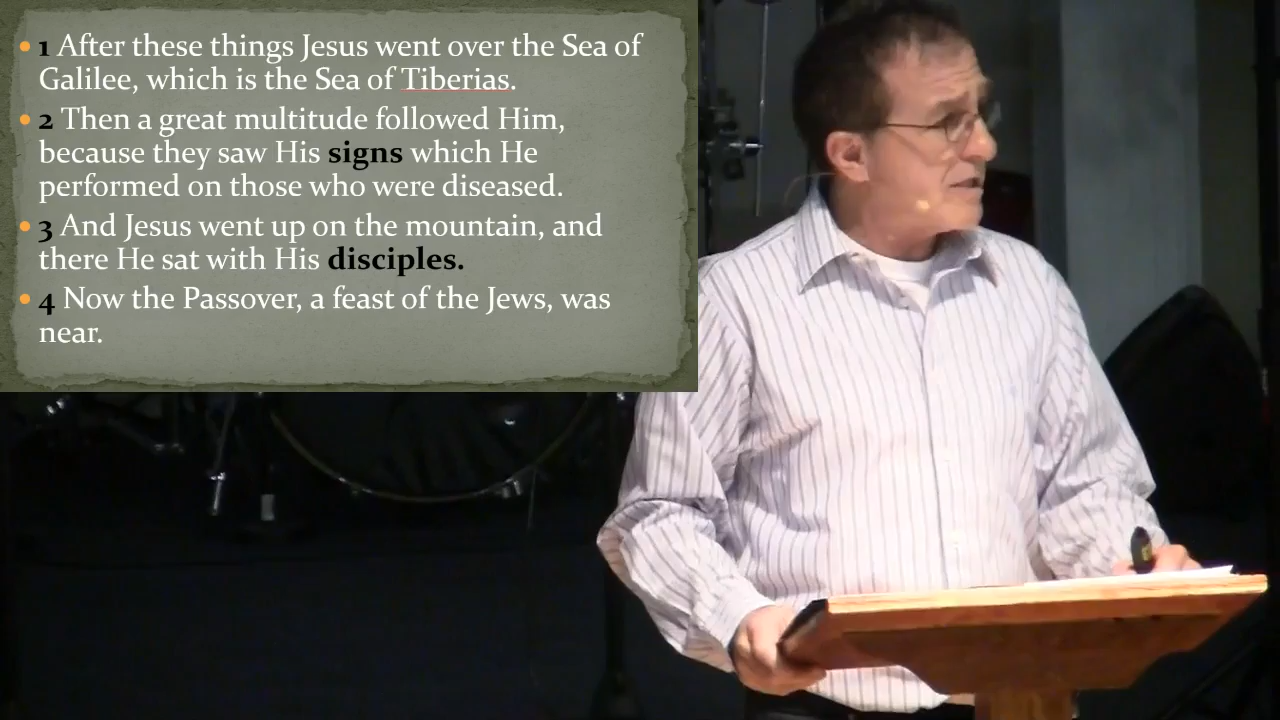 • 1 After these things Jesus went over the Sea of
Galilee, which is the Sea of Tiberias.
• 2 Then a great multitude followed Him,
because they saw His signs which He
performed on those who were diseased.
• 3 And Jesus went up on the mountain, and
there He sat with His disciples.
• 4 Now the Passover, a feast of the Jews, was
near.